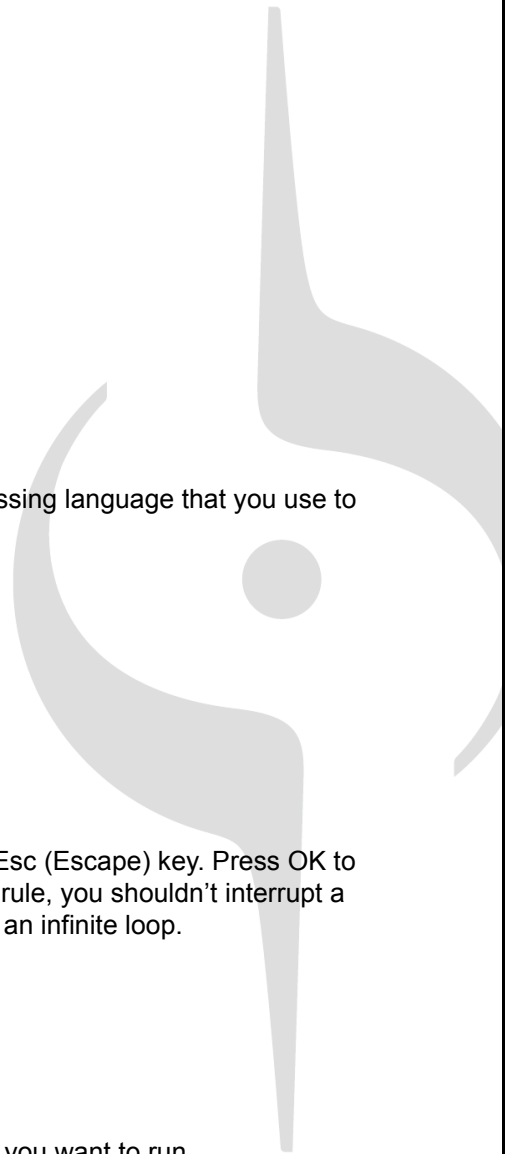 ssing language that you use to
Esc (Escape) key. Press OK to
rule, you shouldn’t interrupt a
an infinite loop.
you want to run